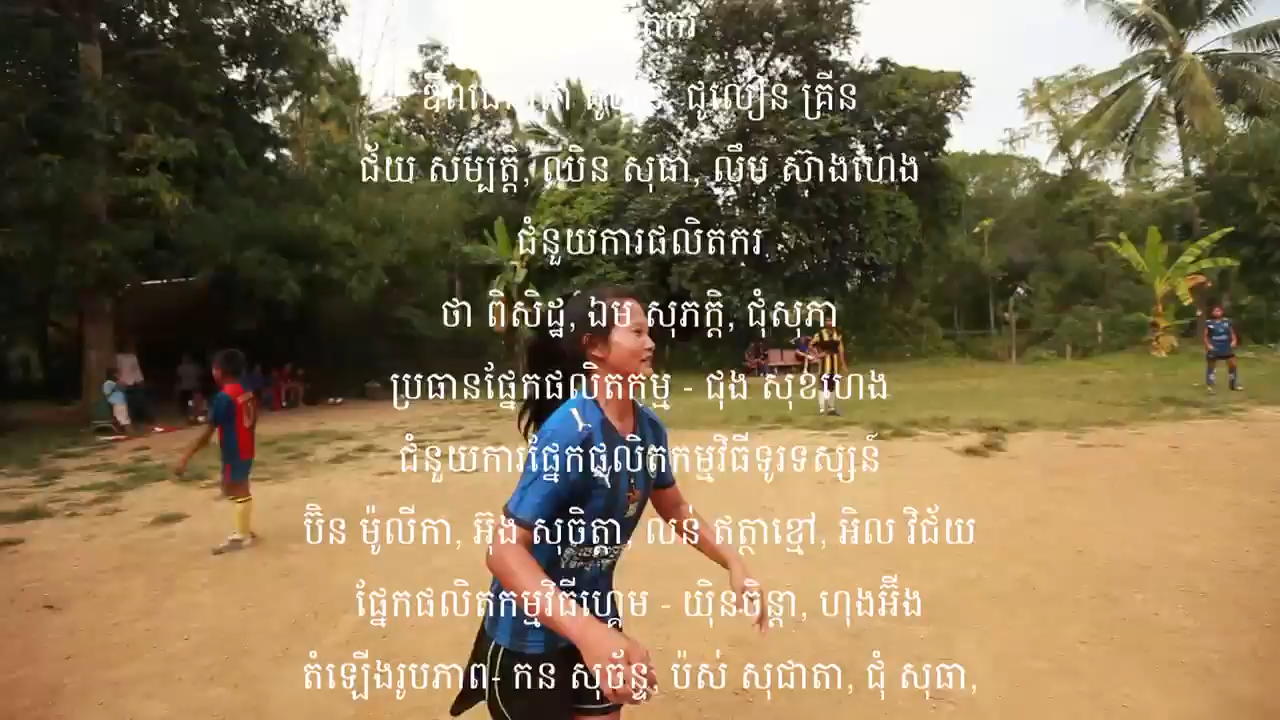 ជូលៀន គ្រីន
ជ័យ សម្បត្តិ, ឈិន សុធា, លឹម ស៊ាងហេង
ជំនួយការផលិតករ
ថា ពិសិដ្ឋ, ឯម សុភក្តិ, ជុំសុភា
ប្រធានផ្នែកផលិតកម្ម - ជុង សុខហេង
ជំនួយការផ្នែកផលិតកម្មវិធីទូរទស្សន៍
ប៊ិន ម៉ូលីកា, អ៊ុង សុចិត្តា, លន់ ឥត្ថាខ្មៅ, អិល វិជ័យ
ផ្នែកផលិតកម្មវិធីហ្គេម - យ៉ិនចិន្តា, ហុងអ៊ីង
តំឡើងរូបភាព- កន សុច័ន្ទ, ប៉ស់ សុជាតា, ជុំ សុធា,